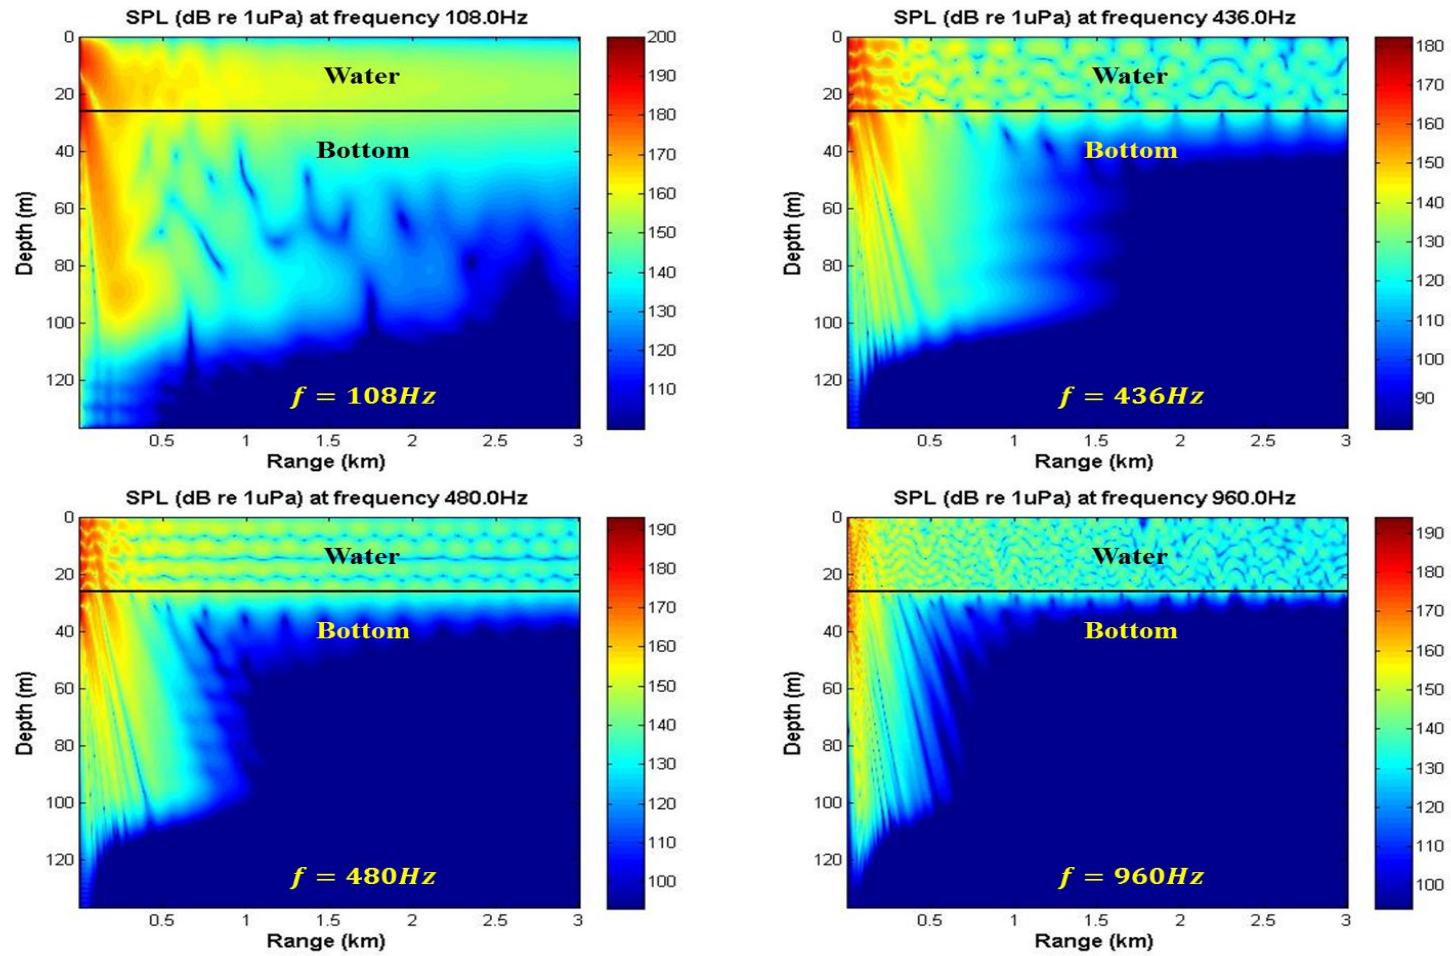 SPL (dB re 1uPa) at frequency 108.0Hz
0
20
40
60
80
100
120
Depth (m)
Water
Bottom
f = 108Hz
0.5 1 1.5 2 2.5 3
Range (km)
200
190
180
170
160
150
140
130
120
110
SPL (dB re 1uPa) at frequency 436.0Hz
0
20
40
60
80
100
120
Depth (m)
Water
Bottom
f = 436Hz
0.5 1 1.5 2 2.5 3
Range (km)
180
170
160
150
140
130
120
110
100
90
SPL (dB re 1uPa) at frequency 480.0Hz
0
20
40
60
80
100
120
Depth (m)
Water
Bottom
f = 480Hz
0.5 1 1.5 2 2.5 3
Range (km)
190
180
170
160
150
140
130
120
110
100
SPL (dB re 1uPa) at frequency 960.0Hz
0
20
40
60
80
100
120
Depth (m)
Water
Bottom
f = 960Hz
0.5 1 1.5 2 2.5 3
Range (km)
190
180
170
160
150
140
130
120
110
100